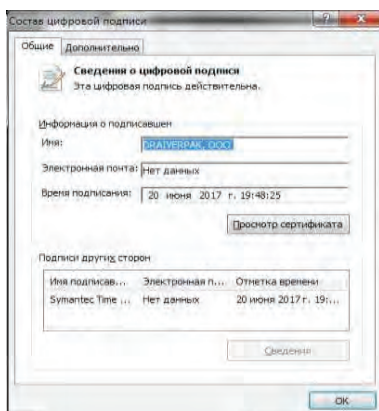 Состав цифровой подписи
Общие Дополнительно
Сведения о цифровой подписи
Эта цифровая подпись действительна.
Информация о подписавшем
Имя: DRAIVERPAK, OOO
Электронная почта: Нет данных
Время подписания: 20 июня 2017 г. 19:48:25
Просмотр сертификата
Подписи других сторон
Имя подписав... Электронная п... Отметка времени
Symantec Time ... Нет данных 20 июня 2017 г. 19:...
Сведения
ОК